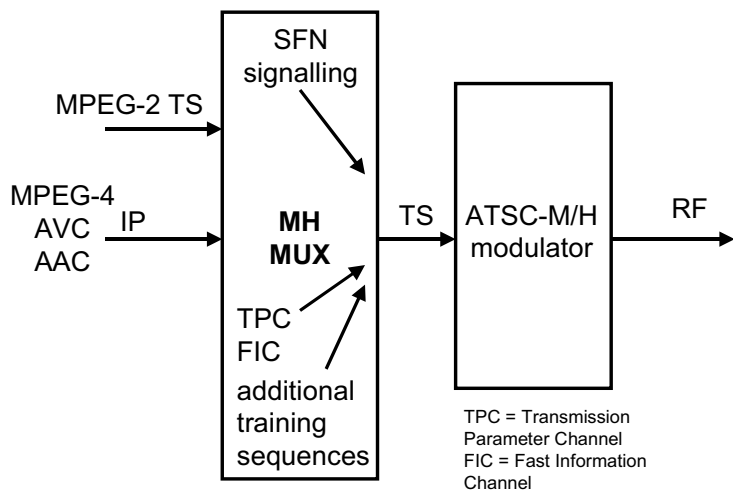 SFN
signalling
MPEG-2 TS
MPEG-4
AVC
AAC
IP
MH
MUX
TPC
FIC
additional
training
sequences
TS
ATSC-M/H
modulator
RF
TPC = Transmission
Parameter Channel
FIC = Fast Information
Channel